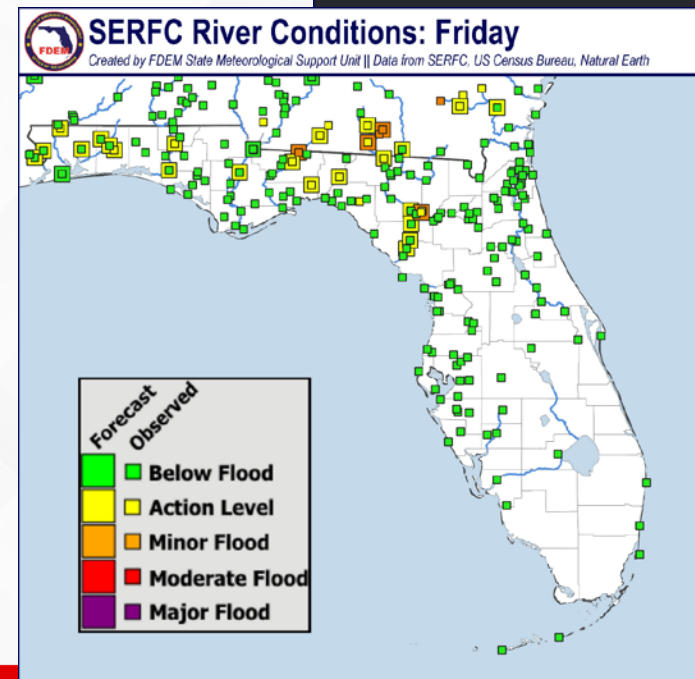 SERFC River Conditions: Friday
FDEM
Created by FDEM State Meteorological Support Unit || Data from SERFC, US Census Bureau, Natural Earth
Forecast
Observed
Below Flood
Action Level
Minor Flood
Moderate Flood
Major Flood